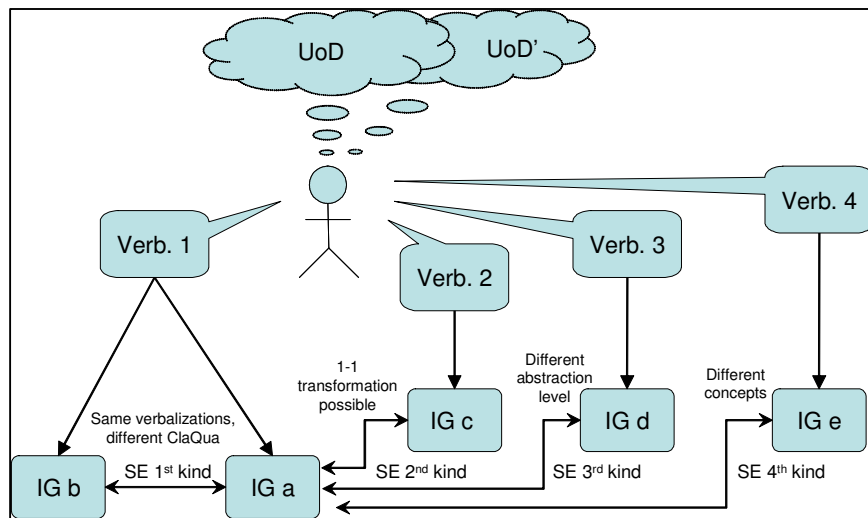 UoD
UoD’
Verb. 4
Verb. 1
Verb. 3
Verb. 2
1-1
transformation
possible
Different
abstraction
level
Different
concepts
Same verbalizations,
different ClaQua
IG c
IG d
IG e
IG b
SE 1st kind
IG a
SE 2nd kind
SE 3rd kind
SE 4th kind